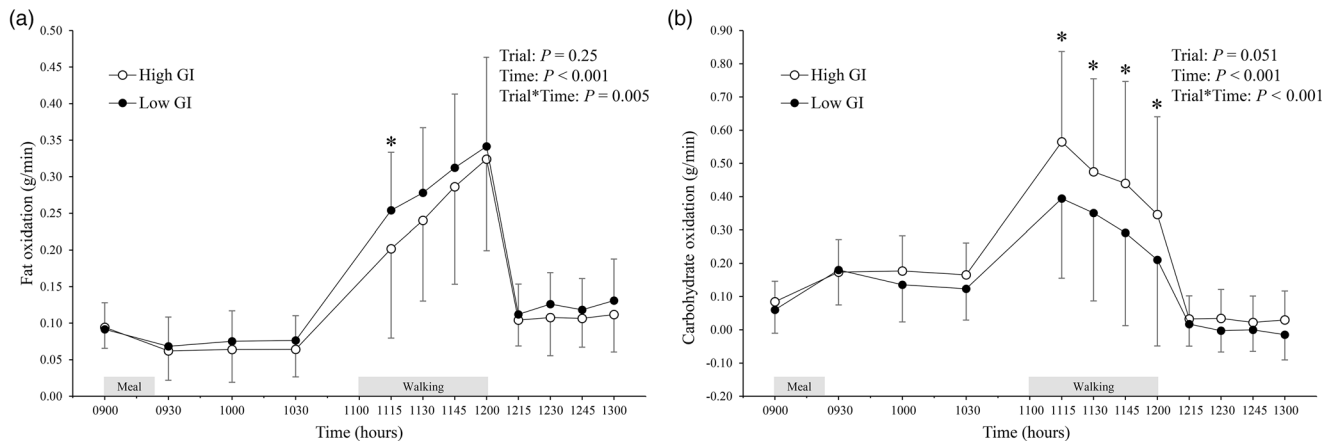 (a)
Fat oxidation (g/min)
0.50
0.45
0.40
0.35
0.30
0.25
0.20
0.15
0.10
0.05
0.00
High GI
Low GI
Trial: P = 0.25
Time: P < 0.001
Trial*Time: P = 0.005
*
Meal
Walking
0900 0930 1000 1030 1100 1115 1130 1145 1200 1215 1230 1245 1300
Time (hours)
(b)
Carbohydrate oxidation (g/min)
0.90
0.80
0.70
0.60
0.50
0.40
0.30
0.20
0.10
0.00
-0.10
-0.20
High GI
Low GI
Trial: P = 0.051
Time: P < 0.001
Trial*Time: P < 0.001
* * * *
Meal
Walking
0900 0930 1000 1030 1100 1115 1130 1145 1200 1215 1230 1245 1300
Time (hours)